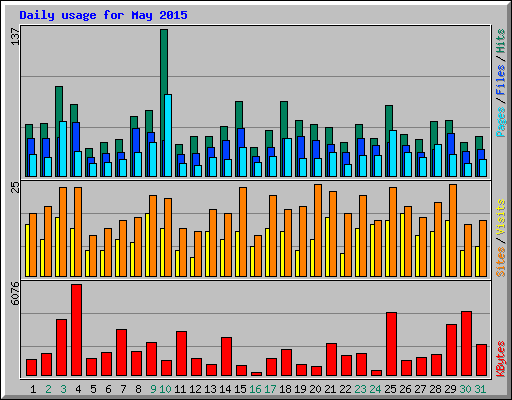 Daily usage for May 2015
137
Pages / Files / Hits
25
Sites / Visits
6076
KBytes
1 2 3 4 5 6 7 8 9 10 11 12 13 14 15 16 17 18 19 20 21 22 23 24 25 26 27 28 29 30 31